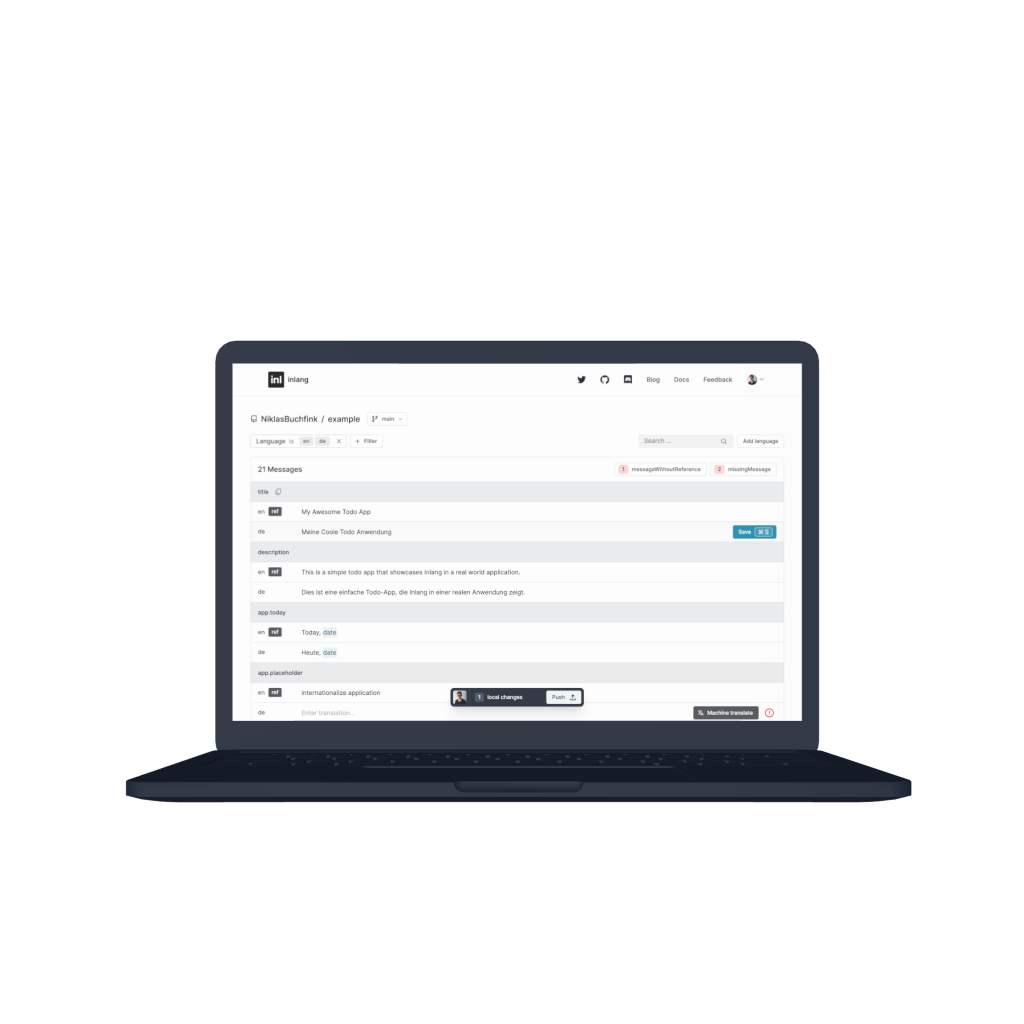 inl inlang Blog Docs Feedback
NiklasBuchfink / example main
Language is en de × + Filter Search ... Add language
21 Messages 1 messageWithoutReference 2 missingMessage
title
en ref My Awesome Todo App
de Meine Coole Todo Anwendung Save ⌘ S
description
en ref This is a simple todo app that showcases Inlang in a real world application.
de Dies ist eine einfache Todo-App, die Inlang in einer realen Anwendung zeigt.
app.today
en ref Today, date
de Heute, date
app.placeholder
en ref internationalize application
1 local changes Push
de Enter translation... Machine translate